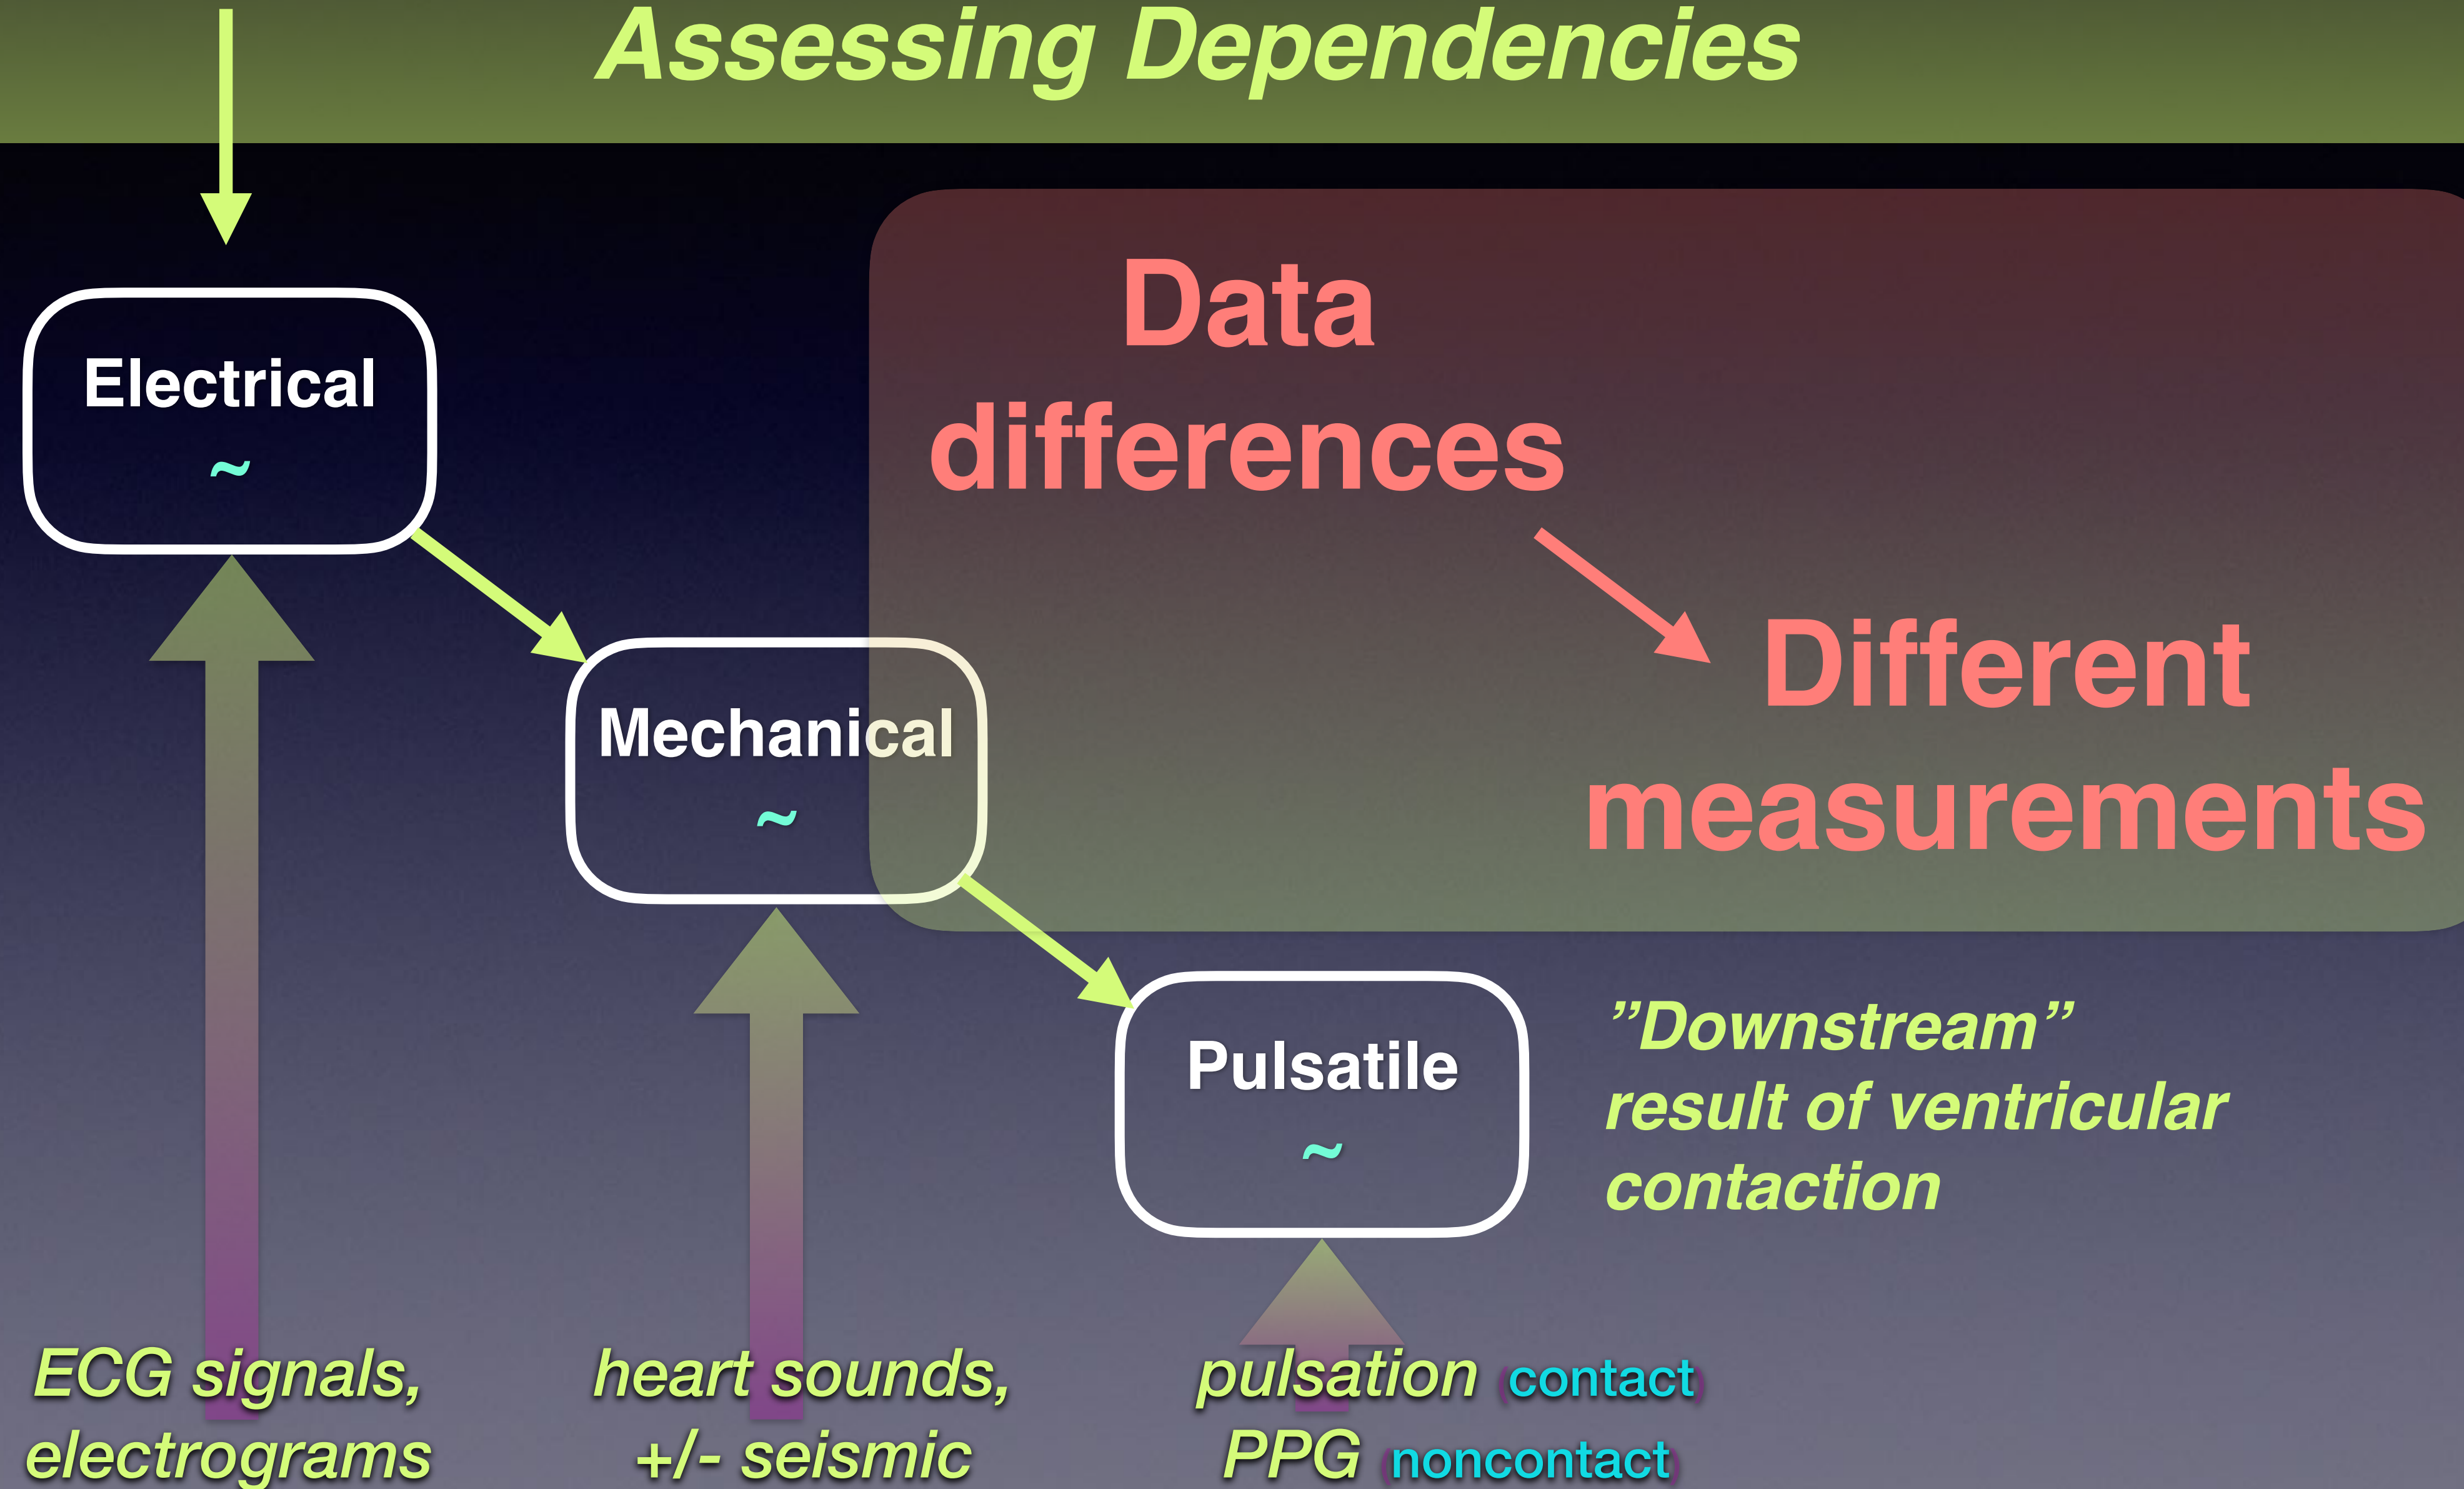 Assessing Dependencies
Electrical
~
Data
differences
Different
measurements
Mechanical
~
Pulsatile
~
”Downstream”
result of ventricular
contaction
ECG signals,
electrograms
heart sounds,
+/- seismic
pulsation (contact)
PPG (noncontact)